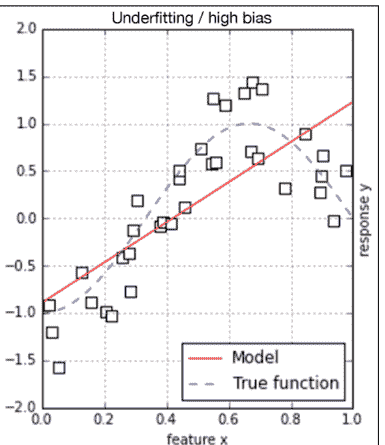 Underfitting / high bias
2.0
1.5
1.0
0.5
0.0
−0.5
−1.0
−1.5
−2.0
0.0 0.2 0.4 0.6 0.8 1.0
feature x
response y
Model
True function